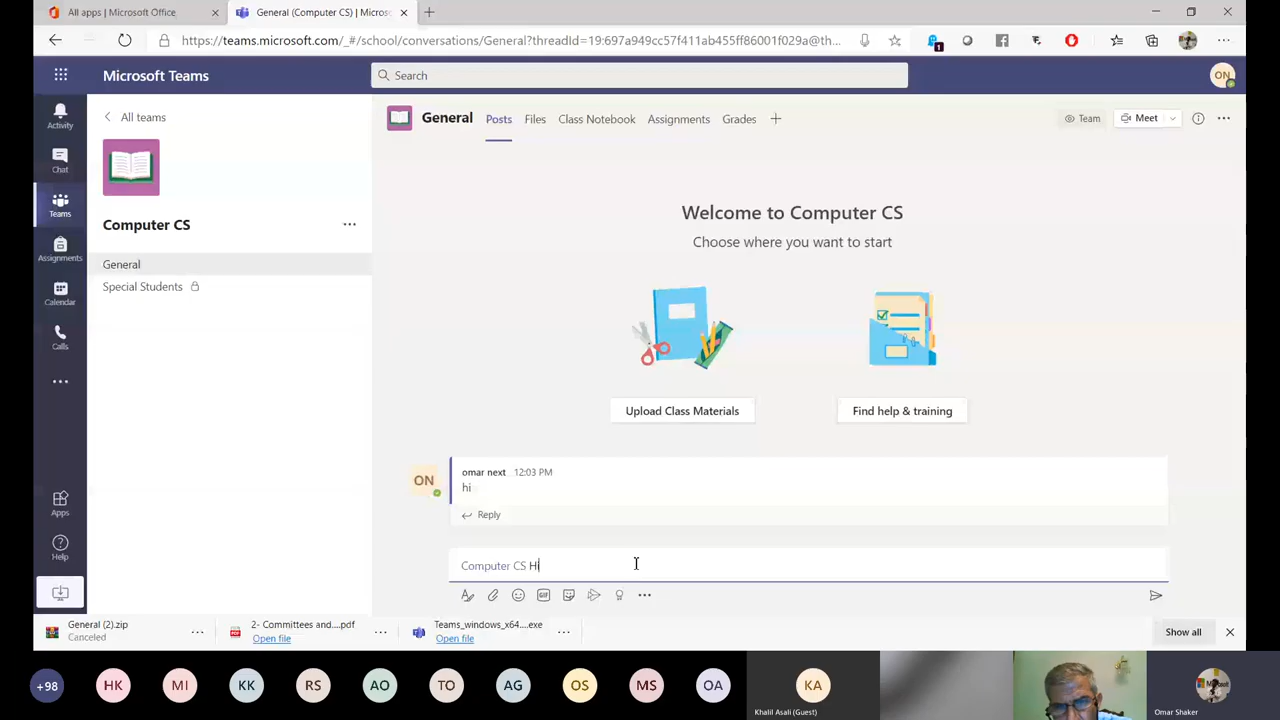 All apps | Microsoft Office
General (Computer CS) | Micros
https://teams.microsoft.com/_#/school/conversations/General?threadId=19:697a949cc57f411ab455ff86001f029a@th...
1
Microsoft Teams
Search
ON
Activity
Chat
Teams
Assignments
Calendar
Calls
Apps
Help
All teams
Computer CS
General
Special Students
General
Posts
Files
Class Notebook
Assignments
Grades
Team
Meet
Welcome to Computer CS
Choose where you want to start
Upload Class Materials
Find help & training
ON
omar next 12:03 PM
hi
Reply
Computer CS Hi
GIF
General (2).zip
Canceled
2- Committees and....pdf
Open file
Teams_windows_x64....exe
Open file
Show all
+98
HK
MI
KK
RS
AO
TO
AG
OS
MS
OA
KA
Khalil Asali (Guest)
Omar Shaker